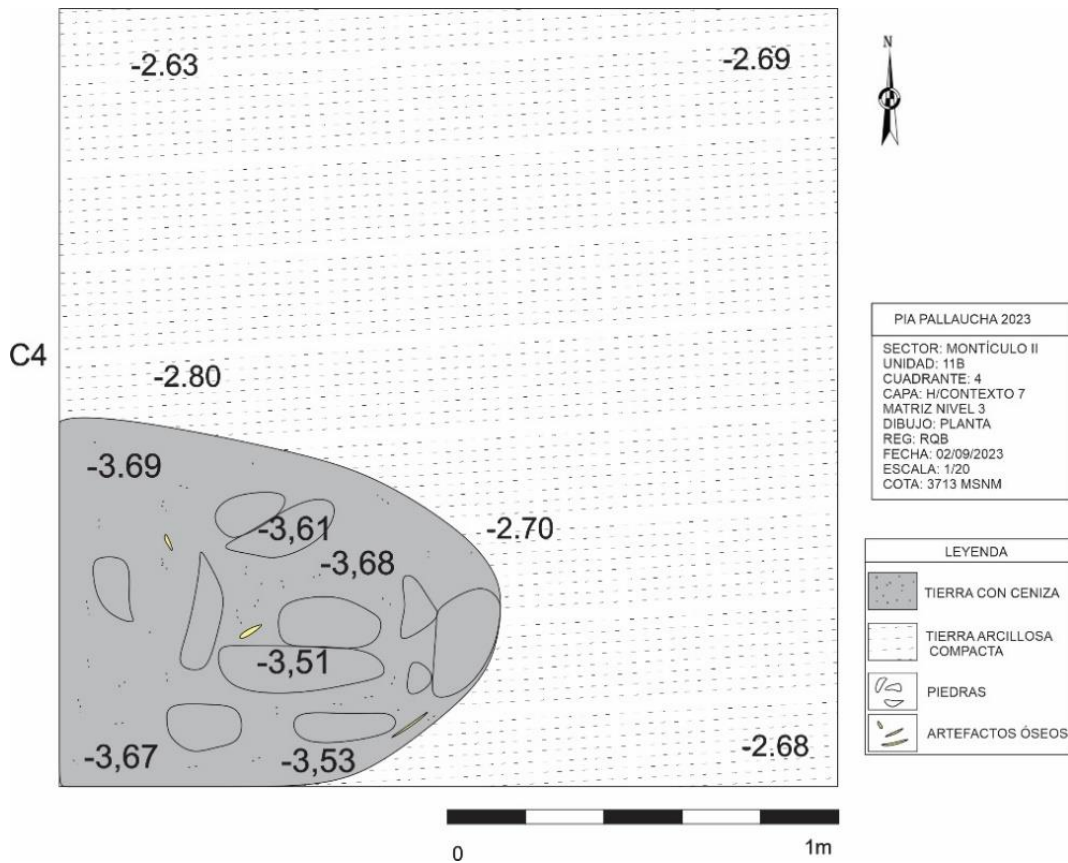 -2.63
-2.69
N
C4
-2.80
-3.69
-3,61
-2.70
-3,68
-3,51
-2.68
-3,67
-3,53
0
1m
PIA PALLAUCHA 2023
SECTOR: MONTÍCULO II
UNIDAD: 11B
CUADRANTE: 4
CAPA: H/CONTEXTO 7
MATRIZ NIVEL 3
DIBUJO: PLANTA
REG: RQB
FECHA: 02/09/2023
ESCALA: 1/20
COTA: 3713 MSNM
LEYENDA
TIERRA CON CENIZA
TIERRA ARCILLOSA
COMPACTA
PIEDRAS
ARTEFACTOS ÓSEOS